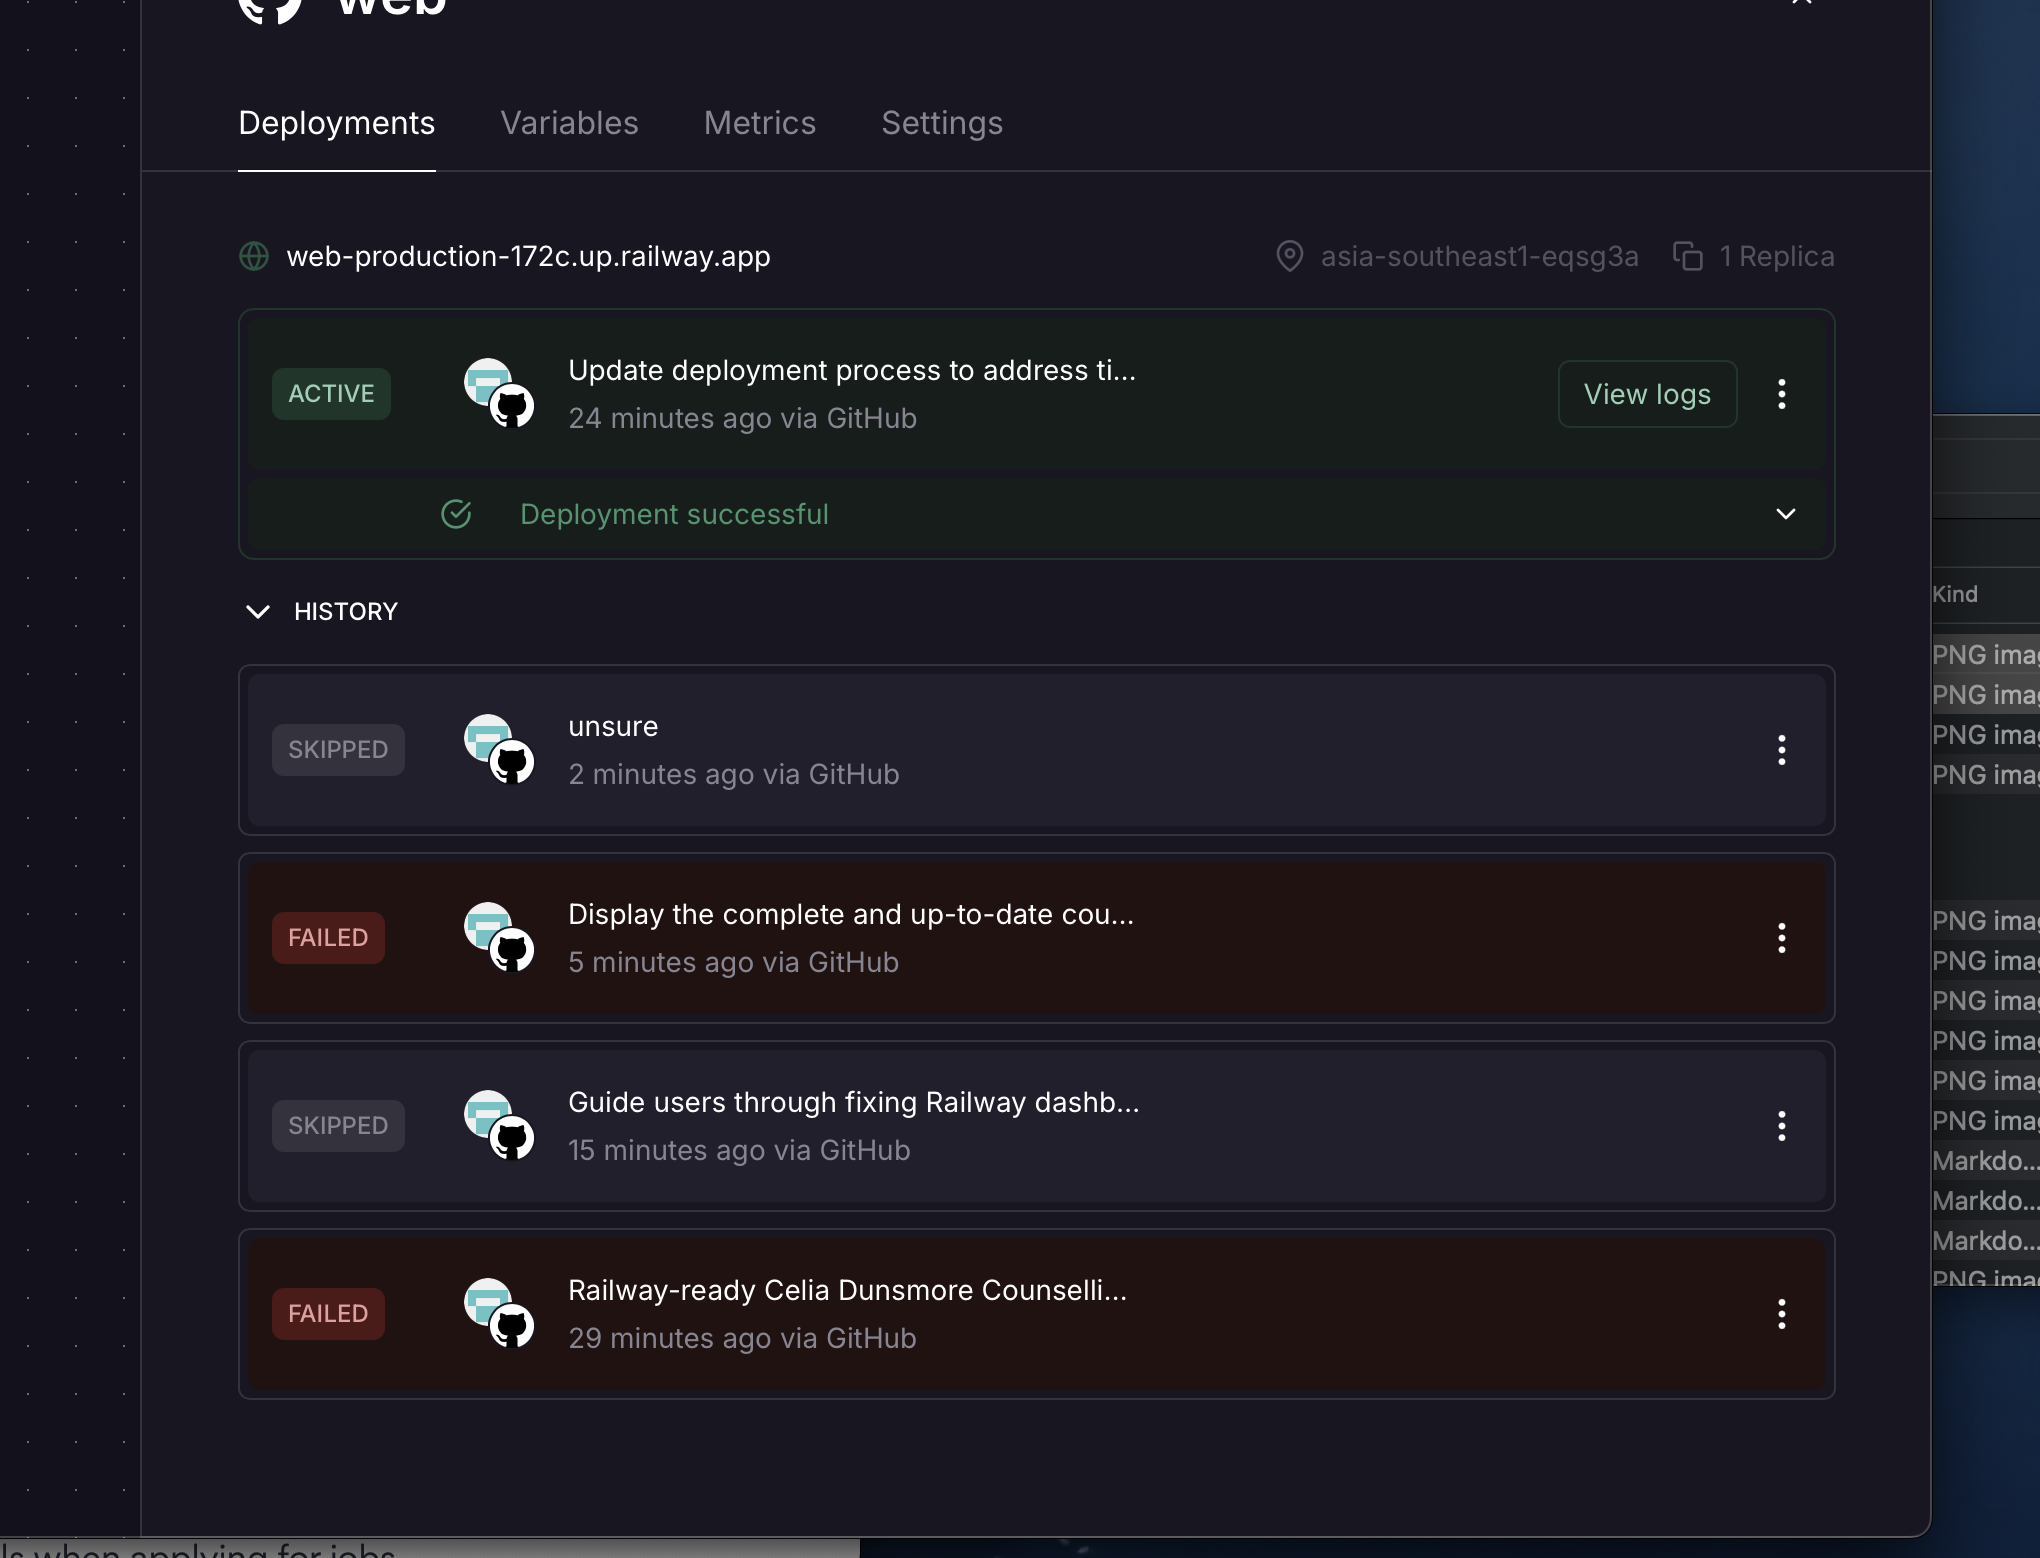 web
Deployments
Variables
Metrics
Settings
web-production-172c.up.railway.app
asia-southeast1-eqsg3a
1 Replica
ACTIVE
Update deployment process to address ti...
24 minutes ago via GitHub
View logs
Deployment successful
HISTORY
SKIPPED
unsure
2 minutes ago via GitHub
FAILED
Display the complete and up-to-date cou...
5 minutes ago via GitHub
SKIPPED
Guide users through fixing Railway dashb...
15 minutes ago via GitHub
FAILED
Railway-ready Celia Dunsmore Counselli...
29 minutes ago via GitHub
Kind
PNG imag
PNG imag
PNG imag
PNG imag
PNG imag
PNG imag
PNG imag
PNG imag
PNG imag
PNG imag
Markdo...
Markdo...
Markdo...
PNG imag
ls when applying for jobs